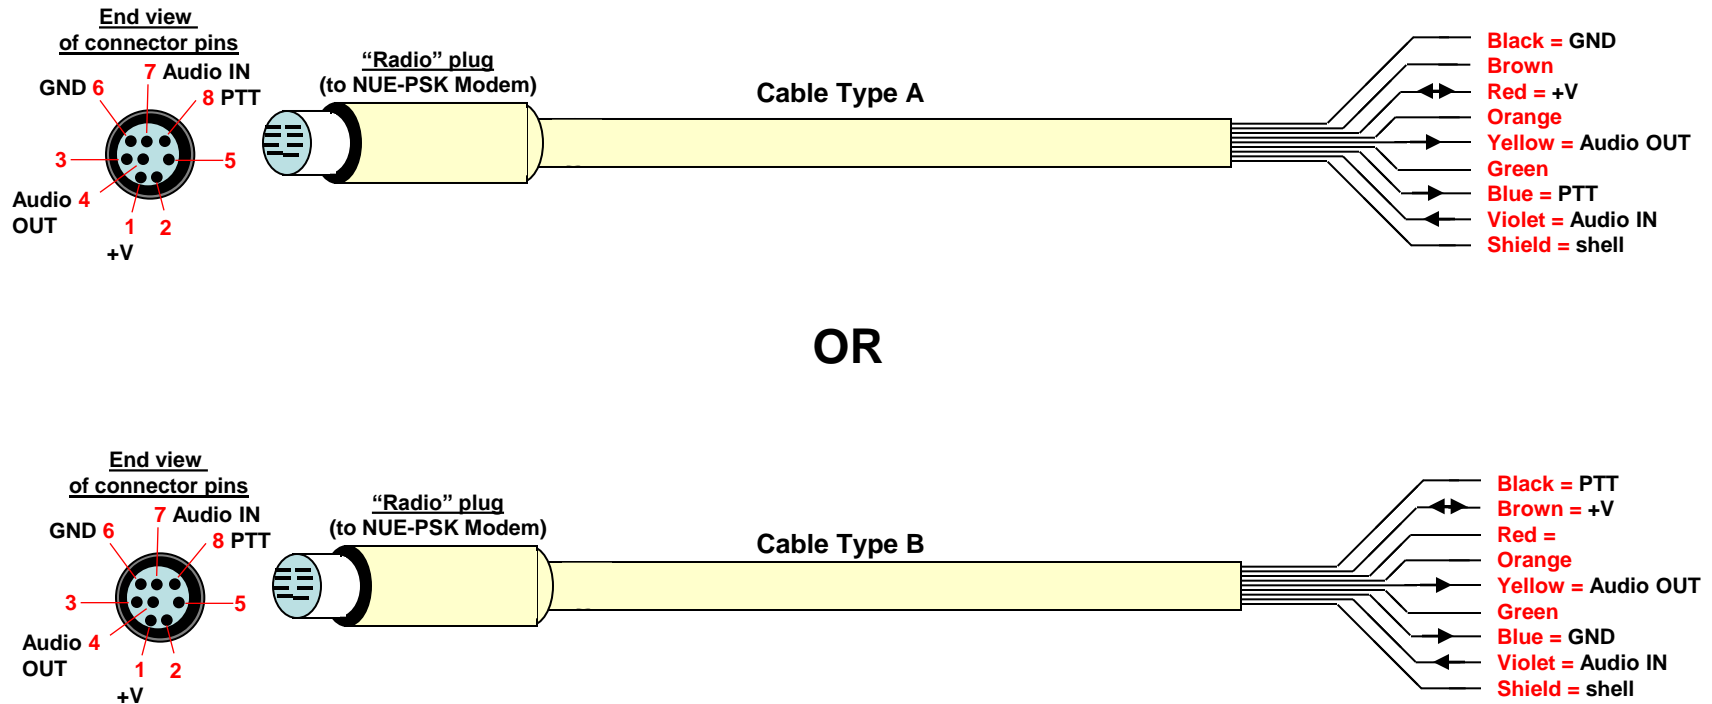 End view
of connector pins
7 Audio IN
GND 6
8 PTT
3
5
Audio 4
OUT
1
2
+V
“Radio” plug
(to NUE-PSK Modem)
Cable Type A
Black = GND
Brown
Red = +V
Orange
Yellow = Audio OUT
Green
Blue = PTT
Violet = Audio IN
Shield = shell
OR
End view
of connector pins
7 Audio IN
GND 6
8 PTT
3
5
Audio 4
OUT
1
2
+V
“Radio” plug
(to NUE-PSK Modem)
Cable Type B
Black = PTT
Brown = +V
Red =
Orange
Yellow = Audio OUT
Green
Blue = GND
Violet = Audio IN
Shield = shell